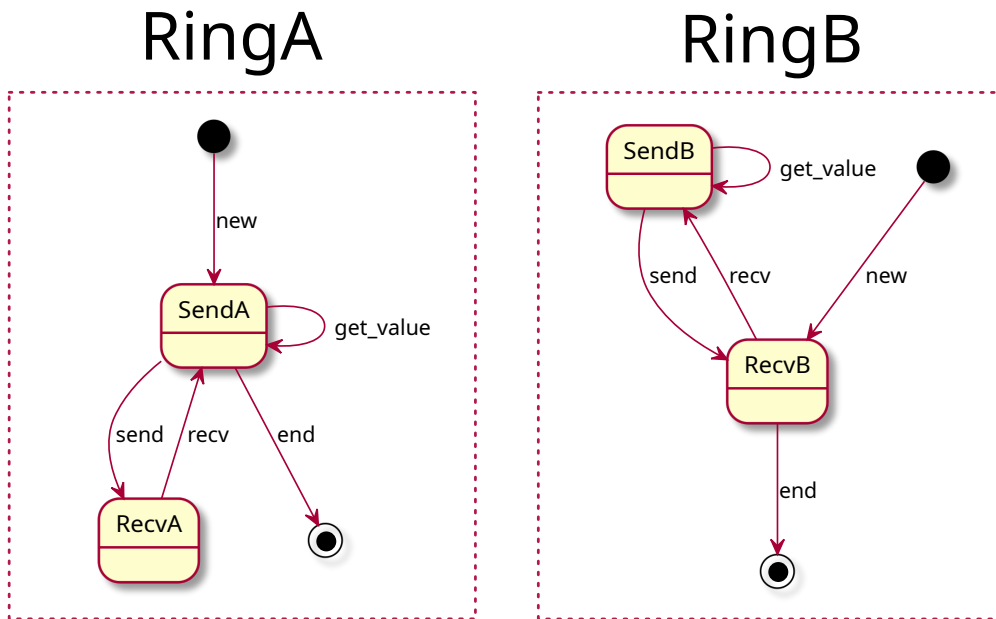 RingA
new
SendA
get_value
send
recv
end
RecvA
RingB
SendB
get_value
send
recv
new
RecvB
end